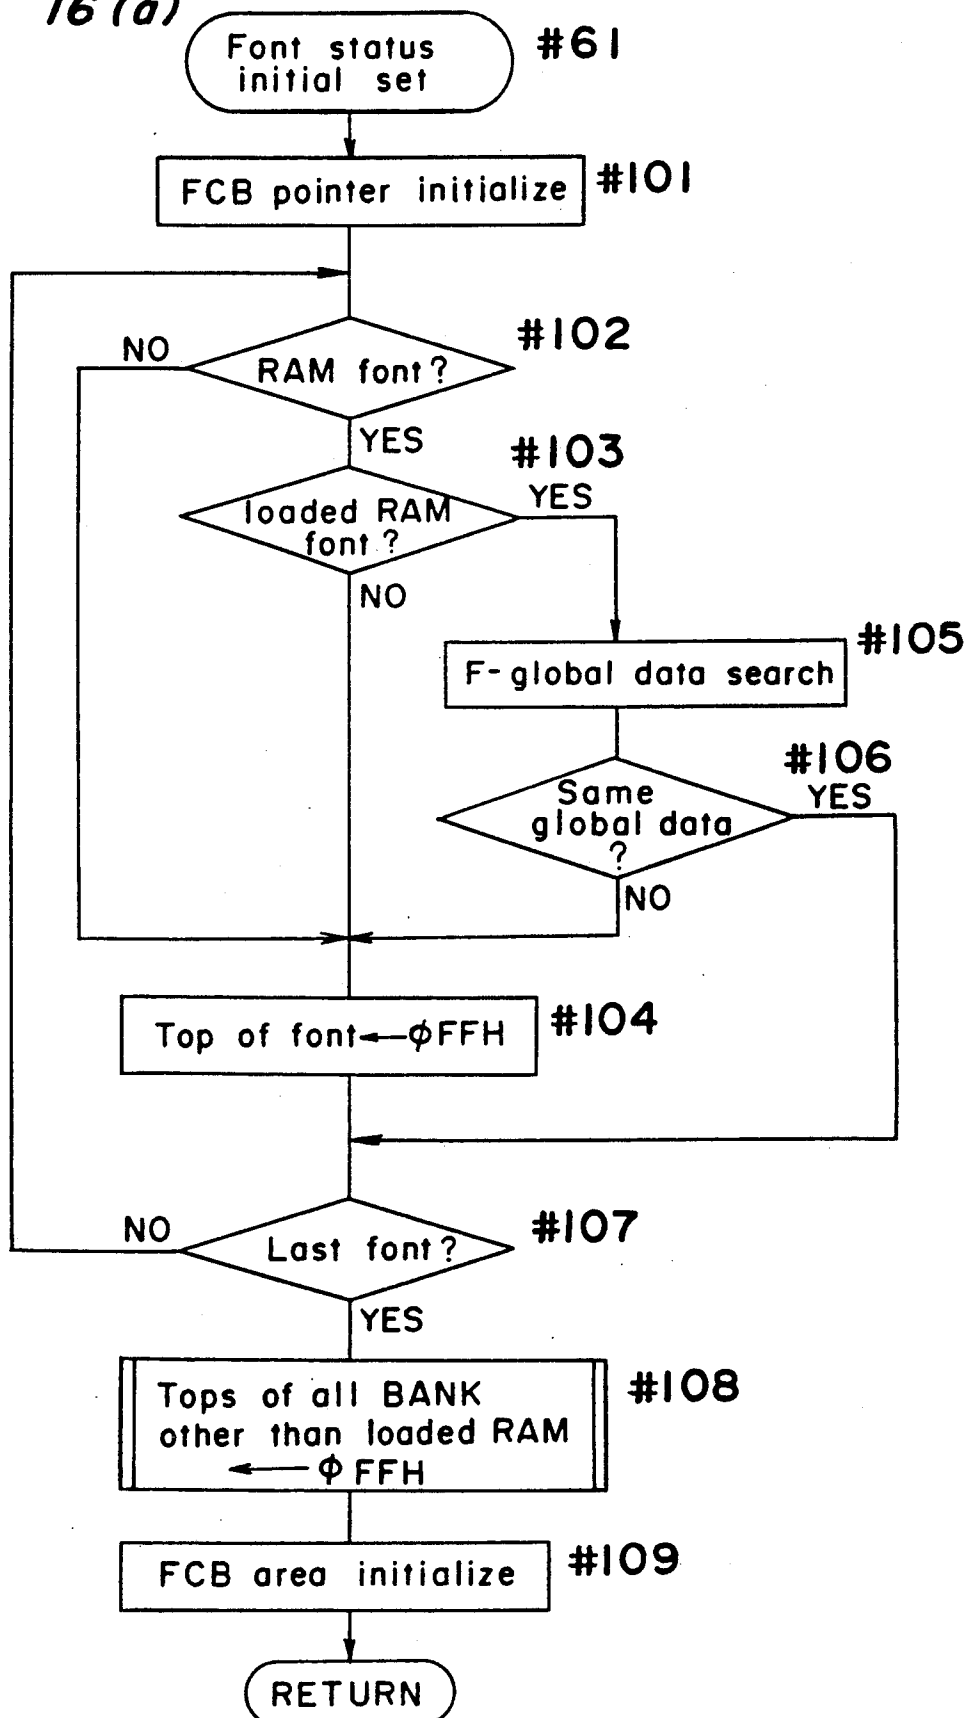 16 (a)
Font status
initial set
#61
FCB pointer initialize
#101
#102
NO
RAM font?
YES
#103
YES
loaded RAM
font?
NO
#105
F-global data search
#106
YES
Same
global data
?
NO
Top of font←ϕFFH
#104
NO
#107
Last font?
YES
Tops of all BANK
other than loaded RAM
← ϕ FFH
#108
FCB area initialize
#109
RETURN